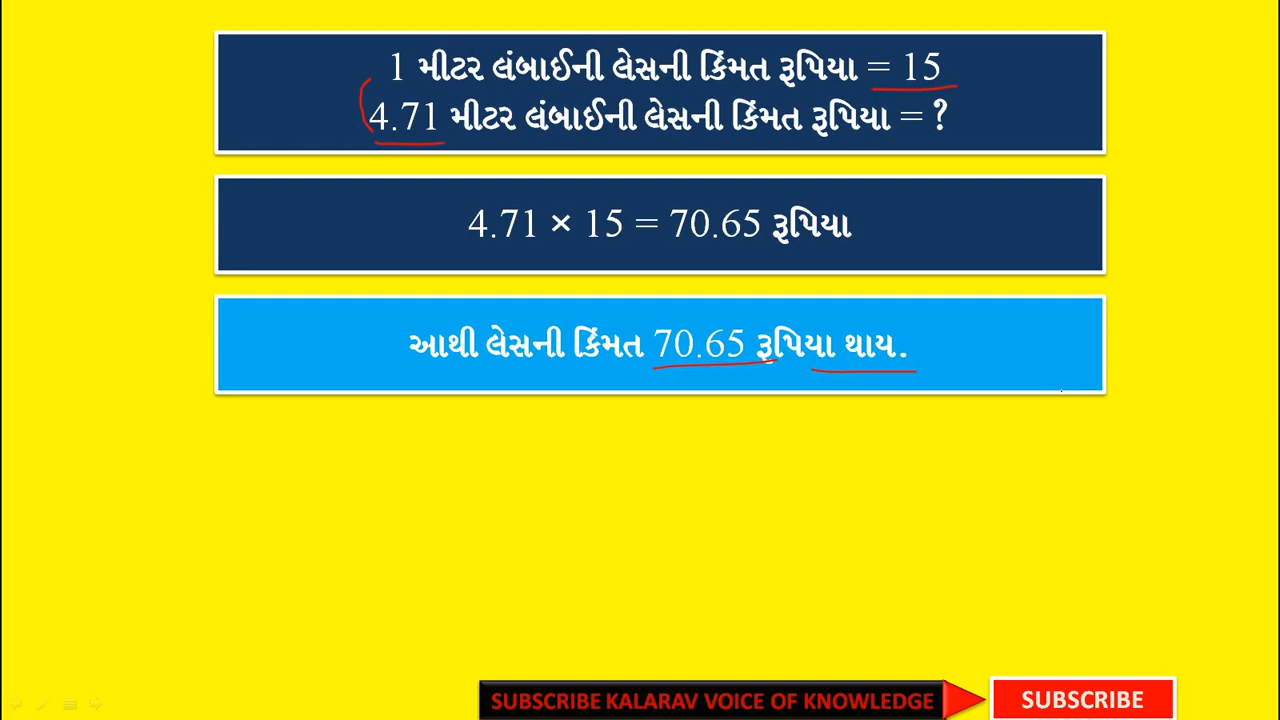 1 મીટર લંબાઈની લેસની કિંમત રૂપિયા = 15
4.71 મીટર લંબાઈની લેસની કિંમત રૂપિયા = ?
4.71 × 15 = 70.65 રૂપિયા
આથી લેસની કિંમત 70.65 રૂપિયા થાય.
SUBSCRIBE KALARAV VOICE OF KNOWLEDGE
SUBSCRIBE